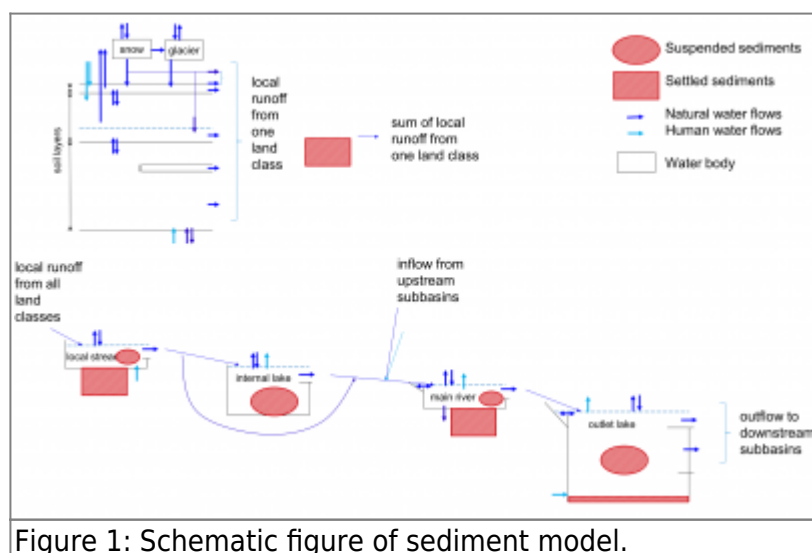 snow
glacier
soil layers
local
runoff
from
one
land
class
sum of local
runoff from
one land class
Suspended sediments
Settled sediments
Natural water flows
Human water flows
Water body
local runoff
from all
land
classes
inflow from
upstream
subbasins
local stream
internal lake
main river
outlet lake
outflow to
downstream
subbasins
Figure 1: Schematic figure of sediment model.